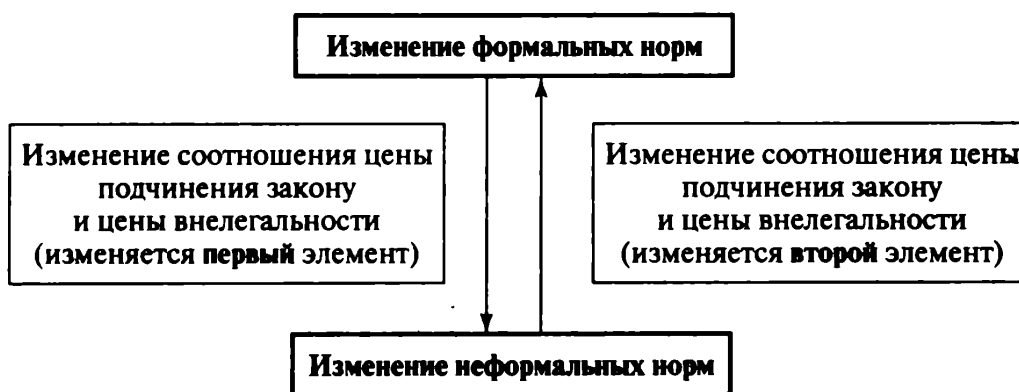 Изменение формальных норм
Изменение соотношения цены
подчинения закону
и цены внелегальности
(изменяется первый элемент)
Изменение соотношения цены
подчинения закону
и цены внелегальности
(изменяется второй элемент)
Изменение неформальных норм